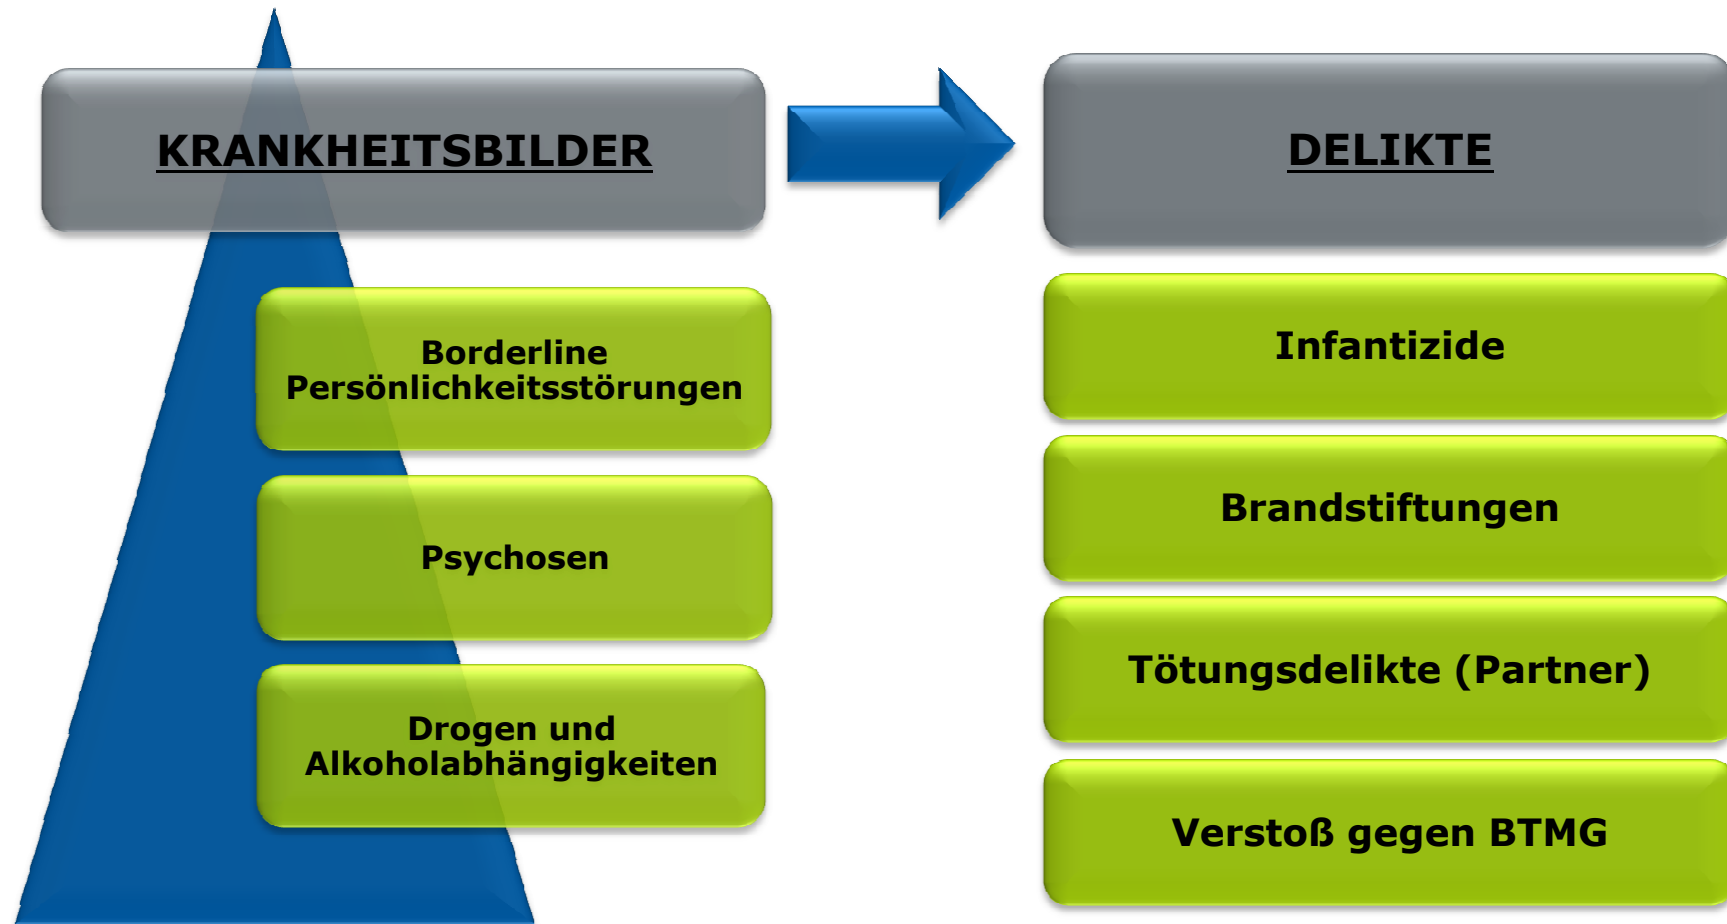 KRANKHEITSBILDER
Borderline
Persönlichkeitsstörungen
Psychosen
Drogen und
Alkoholabhängigkeiten
DELIKTE
Infantizide
Brandstiftungen
Tötungsdelikte (Partner)
Verstoß gegen BTMG